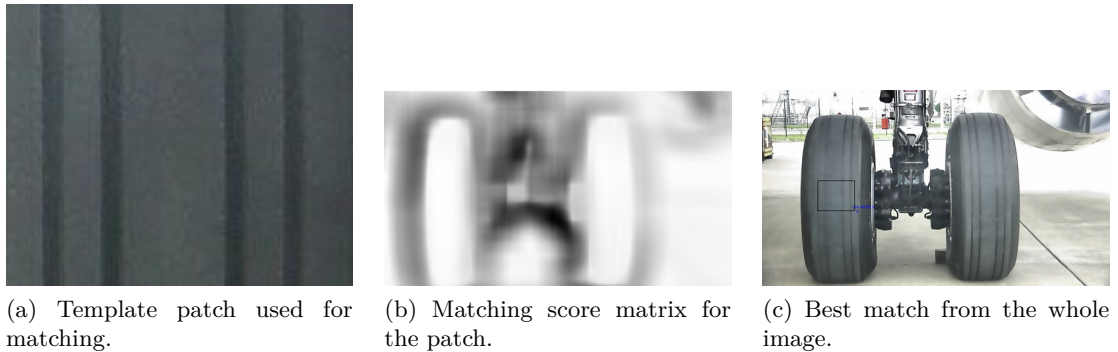 (a) Template patch used for
matching.
(b) Matching score matrix for
the patch.
(c) Best match from the whole
image.